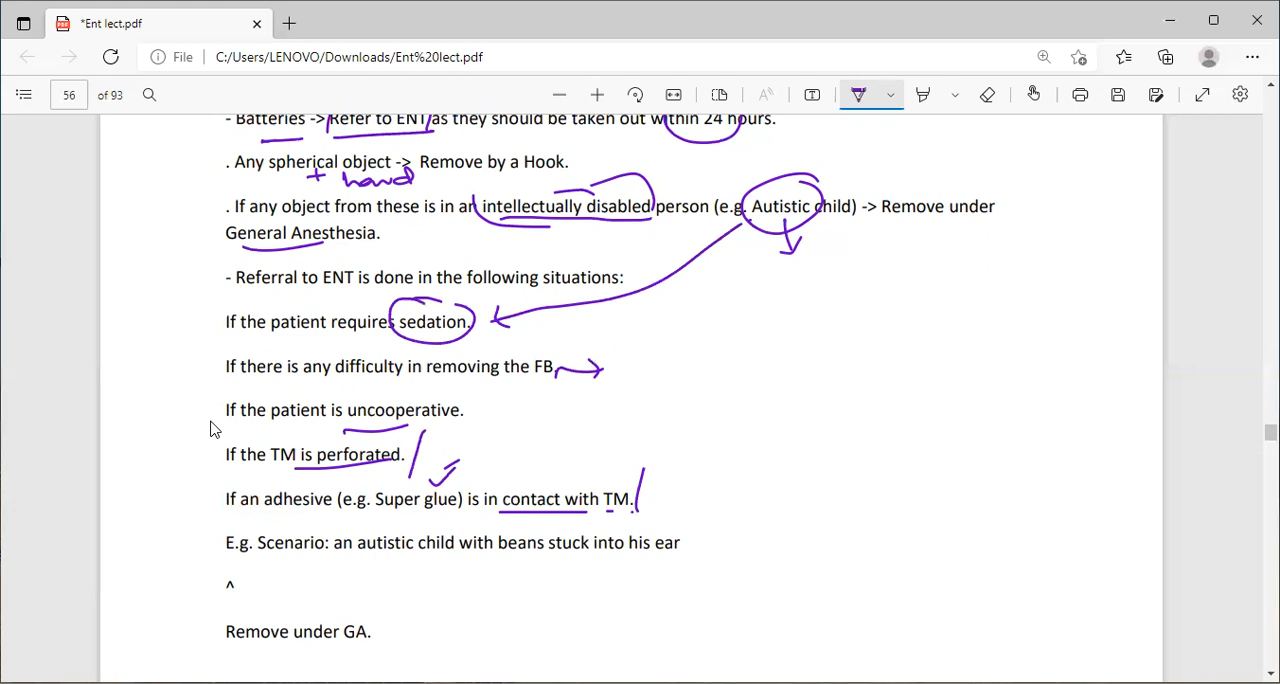 *Ent lect.pdf
File C:/Users/LENOVO/Downloads/Ent%20lect.pdf
56 of 93
- Batteries -> Refer to ENT as they should be taken out within 24 hours.
. Any spherical object -> Remove by a Hook.
+ hard
. If any object from these is in an intellectually disabled person (e.g. Autistic child) -> Remove under
General Anesthesia.
- Referral to ENT is done in the following situations:
If the patient requires sedation.
If there is any difficulty in removing the FB.
If the patient is uncooperative.
If the TM is perforated.
If an adhesive (e.g. Super glue) is in contact with TM.
E.g. Scenario: an autistic child with beans stuck into his ear
^
Remove under GA.